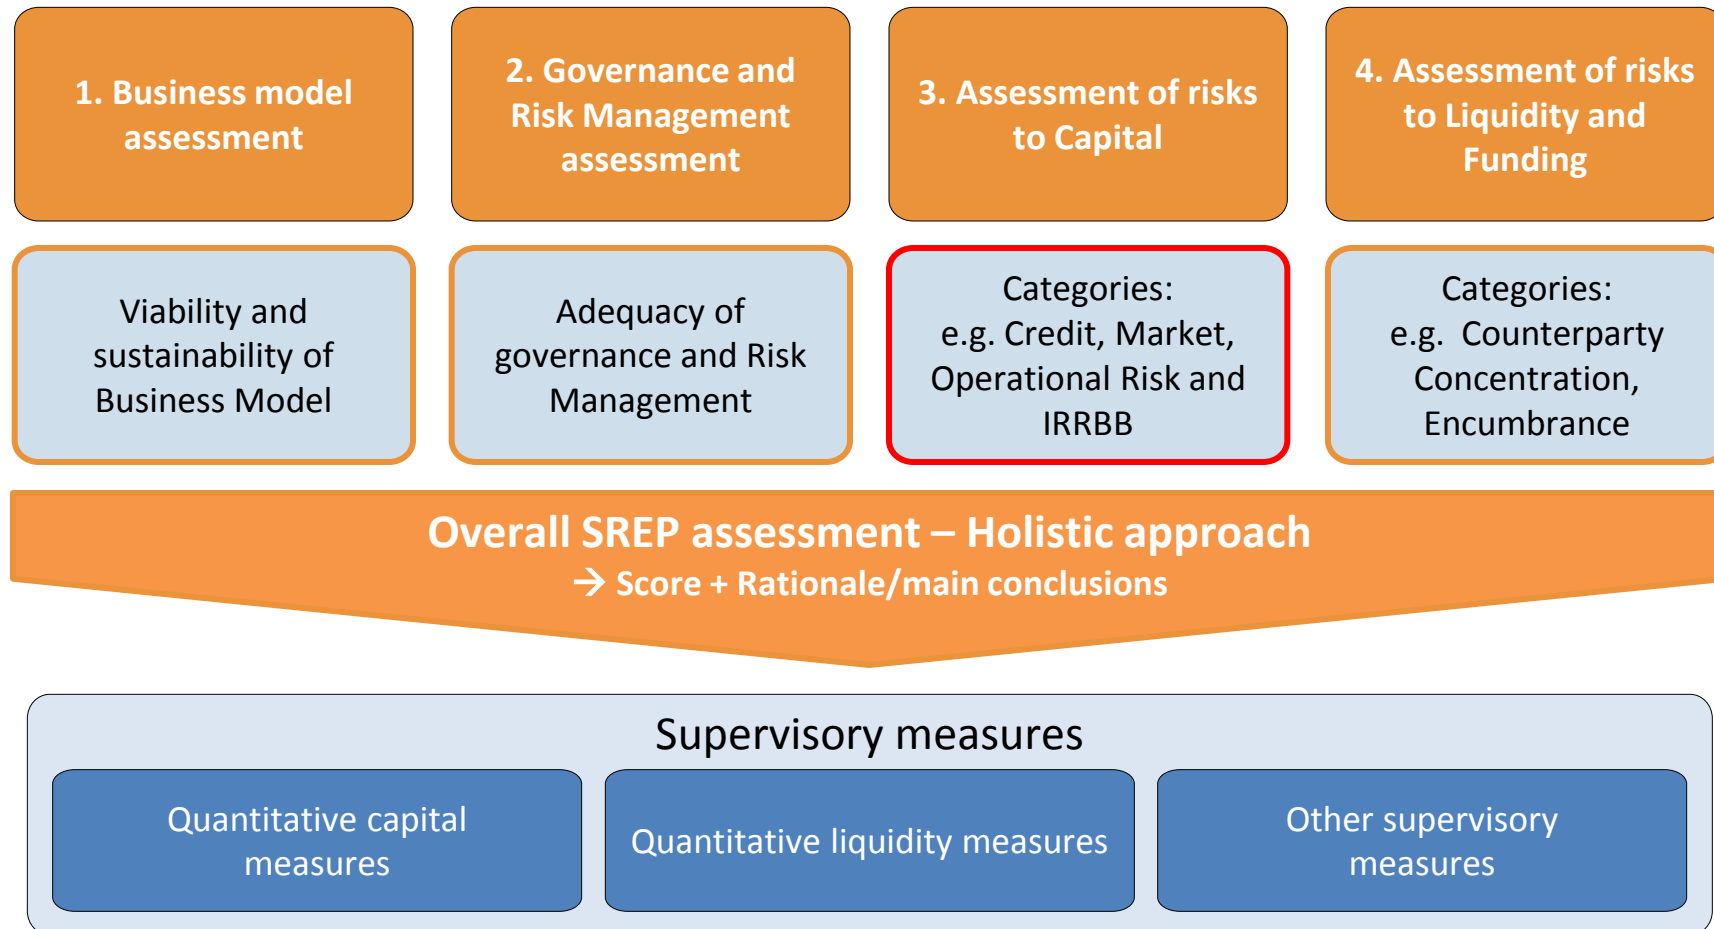 1. Business model
assessment
2. Governance and
Risk Management
assessment
3. Assessment of risks
to Capital
4. Assessment of risks
to Liquidity and
Funding
Viability and
sustainability of
Business Model
Adequacy of
governance and Risk
Management
Categories:
e.g. Credit, Market,
Operational Risk and
IRRBB
Categories:
e.g. Counterparty
Concentration,
Encumbrance
Overall SREP assessment – Holistic approach
→ Score + Rationale/main conclusions
Supervisory measures
Quantitative capital
measures
Quantitative liquidity measures
Other supervisory
measures